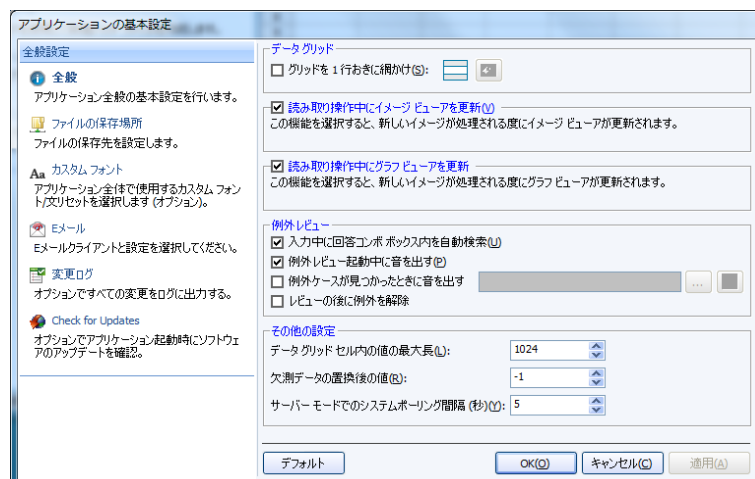 アプリケーションの基本設定
全般設定
全般
アプリケーション全般の基本設定を行います。
ファイルの保存場所
ファイルの保存先を設定します。
Aa カスタム フォント
アプリケーション全体で使用するカスタム フォン
ト/文字セットを選択します (オプション)。
Eメール
Eメールクライアントと設定を選択してください。
変更ログ
オプションですべての変更をログに出力する。
Check for Updates
オプションでアプリケーション起動時にソフトウェ
アのアップデートを確認。
データ グリッド
グリッドを 1 行おきに網かけ(S):
読み取り操作中にイメージ ビューアを更新(V)
この機能を選択すると、新しいイメージが処理される度にイメージ ビューアが更新されます。
読み取り操作中にグラフ ビューアを更新
この機能を選択すると、新しいイメージが処理される度にグラフ ビューアが更新されます。
例外レビュー
入力中に回答コンボ ボックス内を自動検索(U)
例外レビュー起動中に音を出す(P)
例外ケースが見つかったときに音を出す
...
レビューの後に例外を解除
その他の設定
データ グリッド セル内の値の最大長(L): 1024
欠測データの置換後の値(R): -1
サーバー モードでのシステムポーリング間隔 (秒)(Y): 5
デフォルト
OK(O)
キャンセル(C)
適用(A)